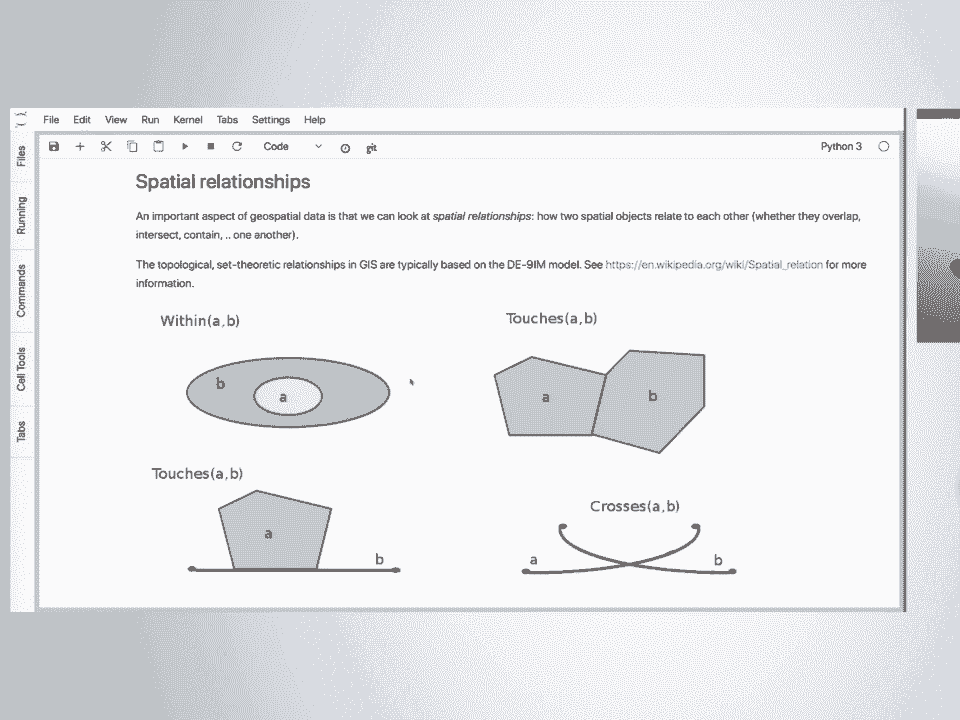 File Edit View Run Kernel Tabs Settings Help
Code
git
Python 3
Files
Running
Commands
Cell Tools
Tabs
Spatial relationships
An important aspect of geospatial data is that we can look at spatial relationships: how two spatial objects relate to each other (whether they overlap,
intersect, contain, .. one another).
The topological, set-theoretic relationships in GIS are typically based on the DE-9IM model. See https://en.wikipedia.org/wiki/Spatial_relation for more
information.
Within(a,b)
b
a
Touches(a,b)
a
b
Touches(a,b)
a
b
Crosses(a,b)
a
b